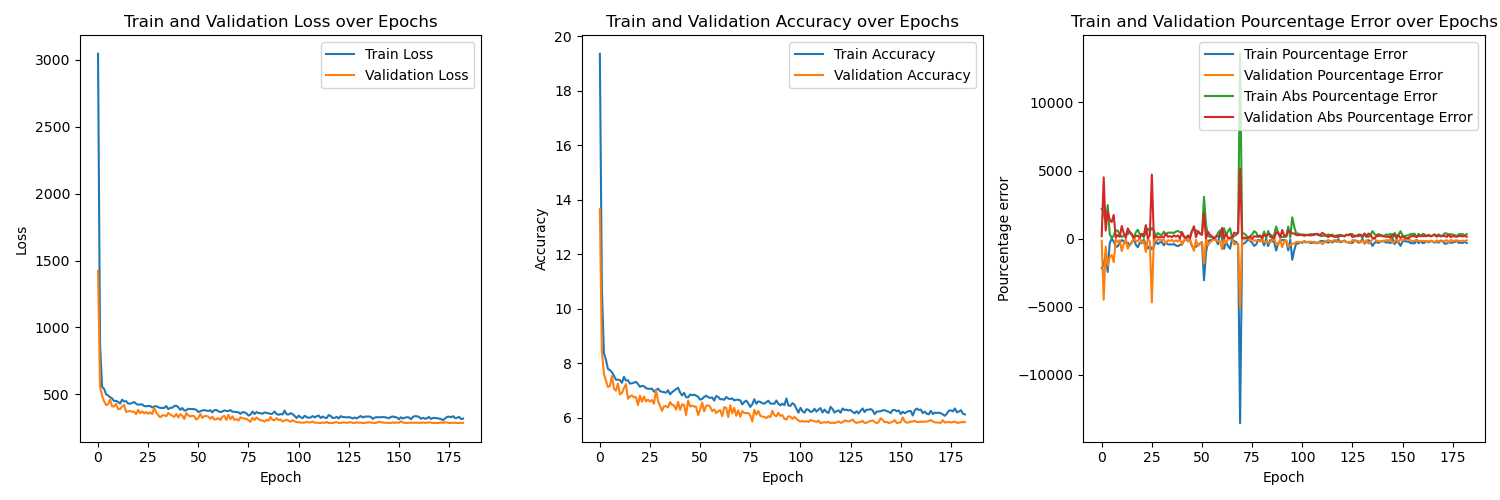 Train and Validation Loss over Epochs
Loss
3000
2500
2000
1500
1000
500
Train Loss
Validation Loss
0 25 50 75 100 125 150 175
Epoch
Train and Validation Accuracy over Epochs
Accuracy
20
18
16
14
12
10
8
6
Train Accuracy
Validation Accuracy
0 25 50 75 100 125 150 175
Epoch
Train and Validation Pourcentage Error over Epochs
Pourcentage error
10000
5000
0
−5000
−10000
Train Pourcentage Error
Validation Pourcentage Error
Train Abs Pourcentage Error
Validation Abs Pourcentage Error
0 25 50 75 100 125 150 175
Epoch